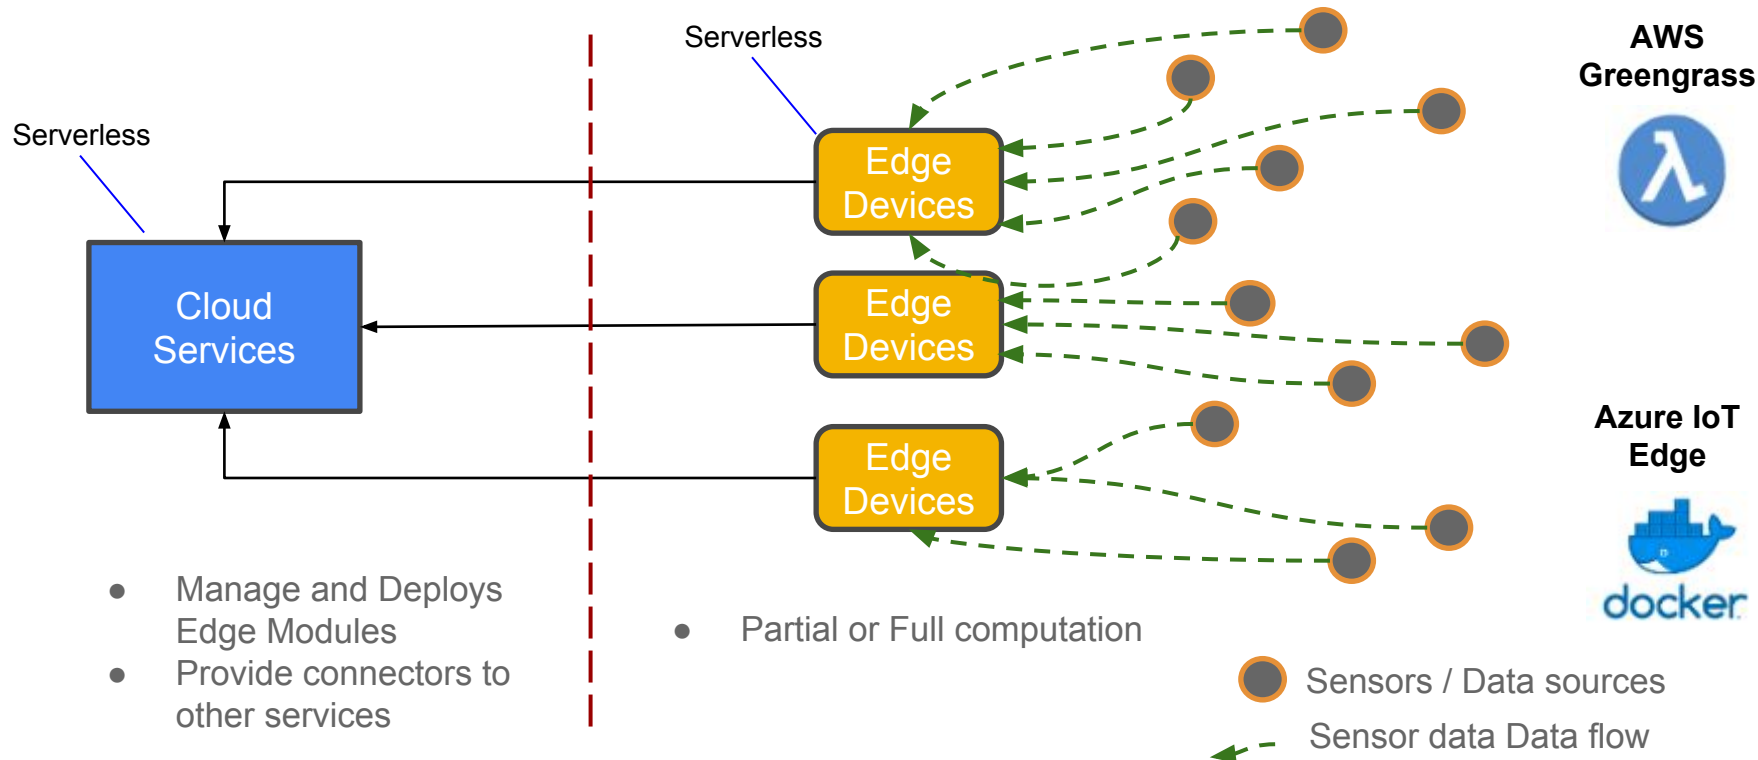 Serverless
Serverless
Cloud
Services
Edge
Devices
Edge
Devices
Edge
Devices
AWS
Greengrass
Azure IoT
Edge
docker
● Manage and Deploys
Edge Modules
● Provide connectors to
other services
● Partial or Full computation
Sensors / Data sources
Sensor data Data flow